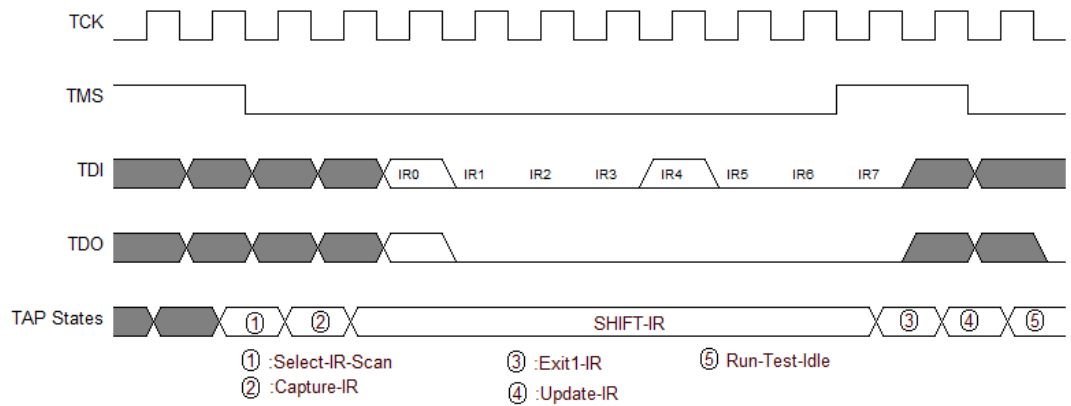 TCK
TMS
TDI IR0 IR1 IR2 IR3 IR4 IR5 IR6 IR7
TDO
TAP States ① ② SHIFT-IR ③ ④ ⑤
① :Select-IR-Scan ③ :Exit1-IR ⑤ Run-Test-Idle
② :Capture-IR ④ :Update-IR